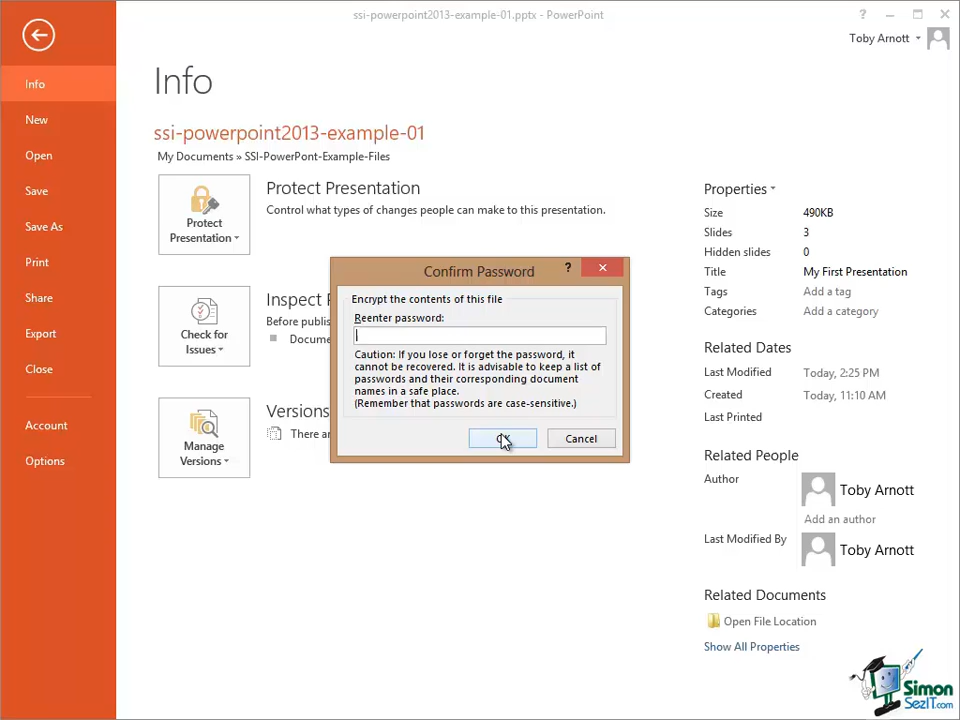 ssi-powerpoint2013-example-01.pptx - PowerPoint
?
Toby Arnott
Info
New
Open
Save
Save As
Print
Share
Export
Close
Account
Options
Info
ssi-powerpoint2013-example-01
My Documents » SSI-PowerPont-Example-Files
Protect
Presentation
Protect Presentation
Control what types of changes people can make to this presentation.
Check for
Issues
Inspect
Before publis
Docume
Manage
Versions
Versions
There ar
Confirm Password
?
Encrypt the contents of this file
Reenter password:
Caution: If you lose or forget the password, it
cannot be recovered. It is advisable to keep a list of
passwords and their corresponding document
names in a safe place.
(Remember that passwords are case-sensitive.)
OK
Cancel
Properties
Size 490KB
Slides 3
Hidden slides 0
Title My First Presentation
Tags Add a tag
Categories Add a category
Related Dates
Last Modified Today, 2:25 PM
Created Today, 11:10 AM
Last Printed
Related People
Author Toby Arnott
Add an author
Last Modified By Toby Arnott
Related Documents
Open File Location
Show All Properties
Simon
SezIT.com